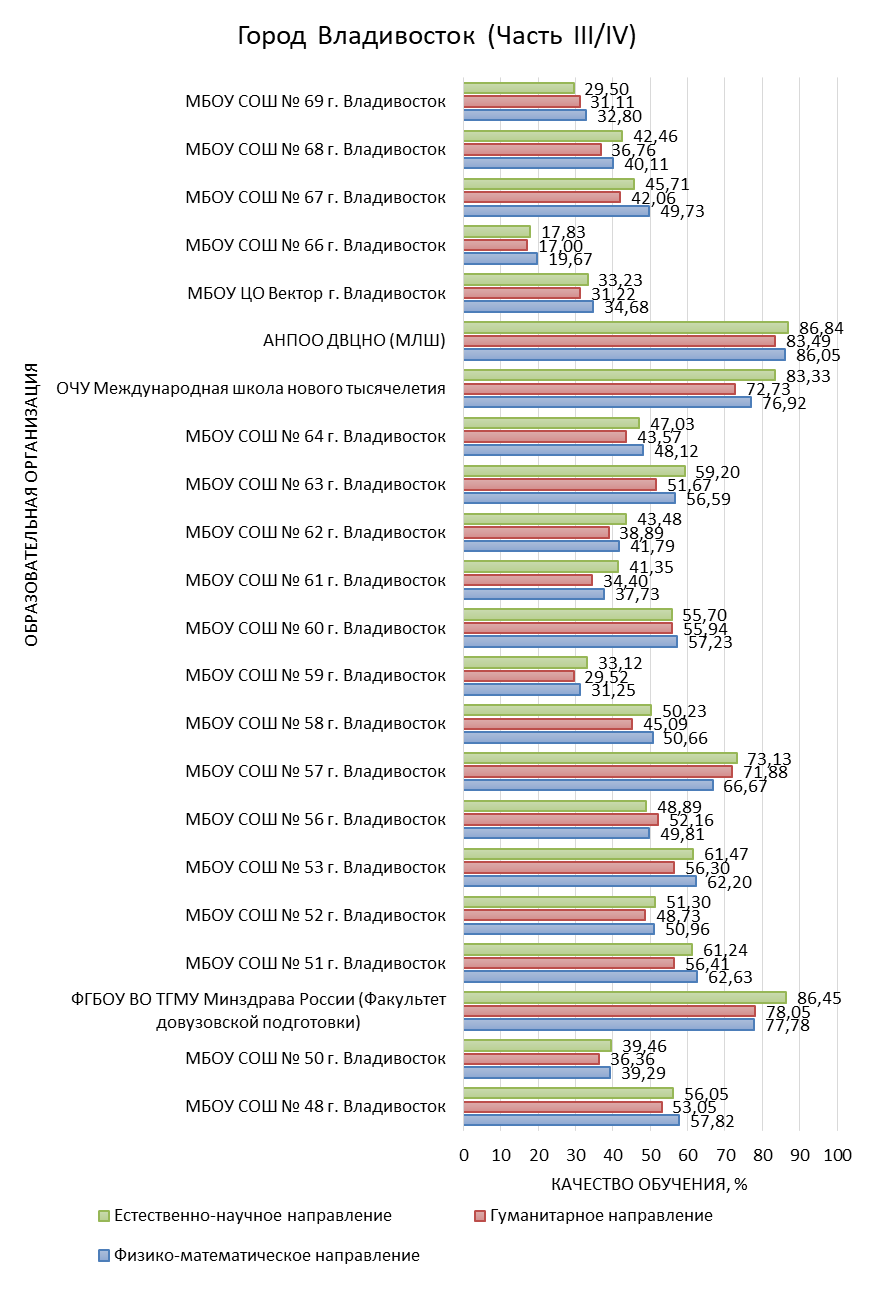 Город Владивосток (Часть III/IV)
ОБРАЗОВАТЕЛЬНАЯ ОРГАНИЗАЦИЯ
МБОУ СОШ № 69 г. Владивосток
29,50
31,11
32,80
МБОУ СОШ № 68 г. Владивосток
42,46
36,76
40,11
МБОУ СОШ № 67 г. Владивосток
45,71
42,06
49,73
МБОУ СОШ № 66 г. Владивосток
17,83
17,00
19,67
МБОУ ЦО Вектор г. Владивосток
33,23
31,22
34,68
АНПОО ДВЦНО (МЛШ)
86,84
83,49
86,05
ОЧУ Международная школа нового тысячелетия
83,33
72,73
76,92
МБОУ СОШ № 64 г. Владивосток
47,03
43,57
48,12
МБОУ СОШ № 63 г. Владивосток
59,20
51,67
56,59
МБОУ СОШ № 62 г. Владивосток
43,48
38,89
41,79
МБОУ СОШ № 61 г. Владивосток
41,35
34,40
37,73
МБОУ СОШ № 60 г. Владивосток
55,70
55,94
57,23
МБОУ СОШ № 59 г. Владивосток
33,12
29,52
31,25
МБОУ СОШ № 58 г. Владивосток
50,23
45,09
50,66
МБОУ СОШ № 57 г. Владивосток
73,13
71,88
66,67
МБОУ СОШ № 56 г. Владивосток
48,89
52,16
49,81
МБОУ СОШ № 53 г. Владивосток
61,47
56,30
62,20
МБОУ СОШ № 52 г. Владивосток
51,30
48,73
50,96
МБОУ СОШ № 51 г. Владивосток
61,24
56,41
62,63
ФГБОУ ВО ТГМУ Минздрава России (Факультет
довузовской подготовки)
86,45
78,05
77,78
МБОУ СОШ № 50 г. Владивосток
39,46
36,36
39,29
МБОУ СОШ № 48 г. Владивосток
56,05
53,05
57,82
0 10 20 30 40 50 60 70 80 90 100
КАЧЕСТВО ОБУЧЕНИЯ, %
Естественно-научное направление
Гуманитарное направление
Физико-математическое направление